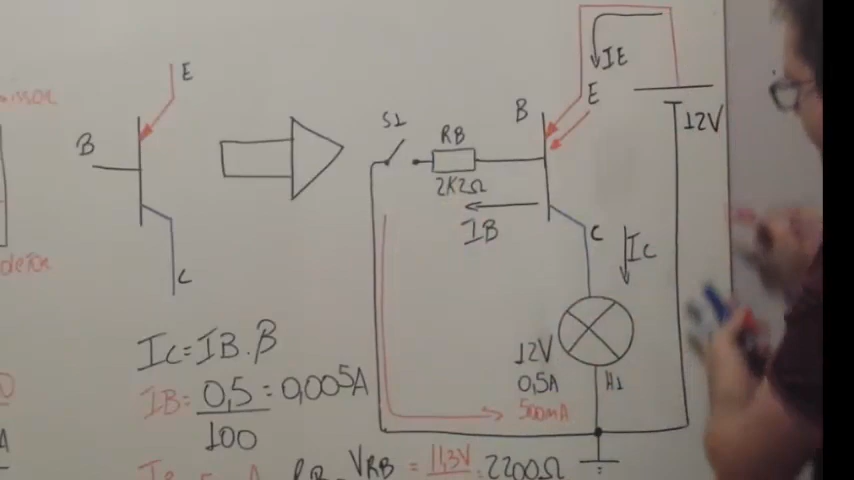 E
B
C
S1
RB
2K2Ω
IB
B
E
IE
12V
C
IC
12V
0,5A
500mA
H1
IC=IB.β
IB=0,5=0,005A
100
VRB = 11,3V 2200Ω